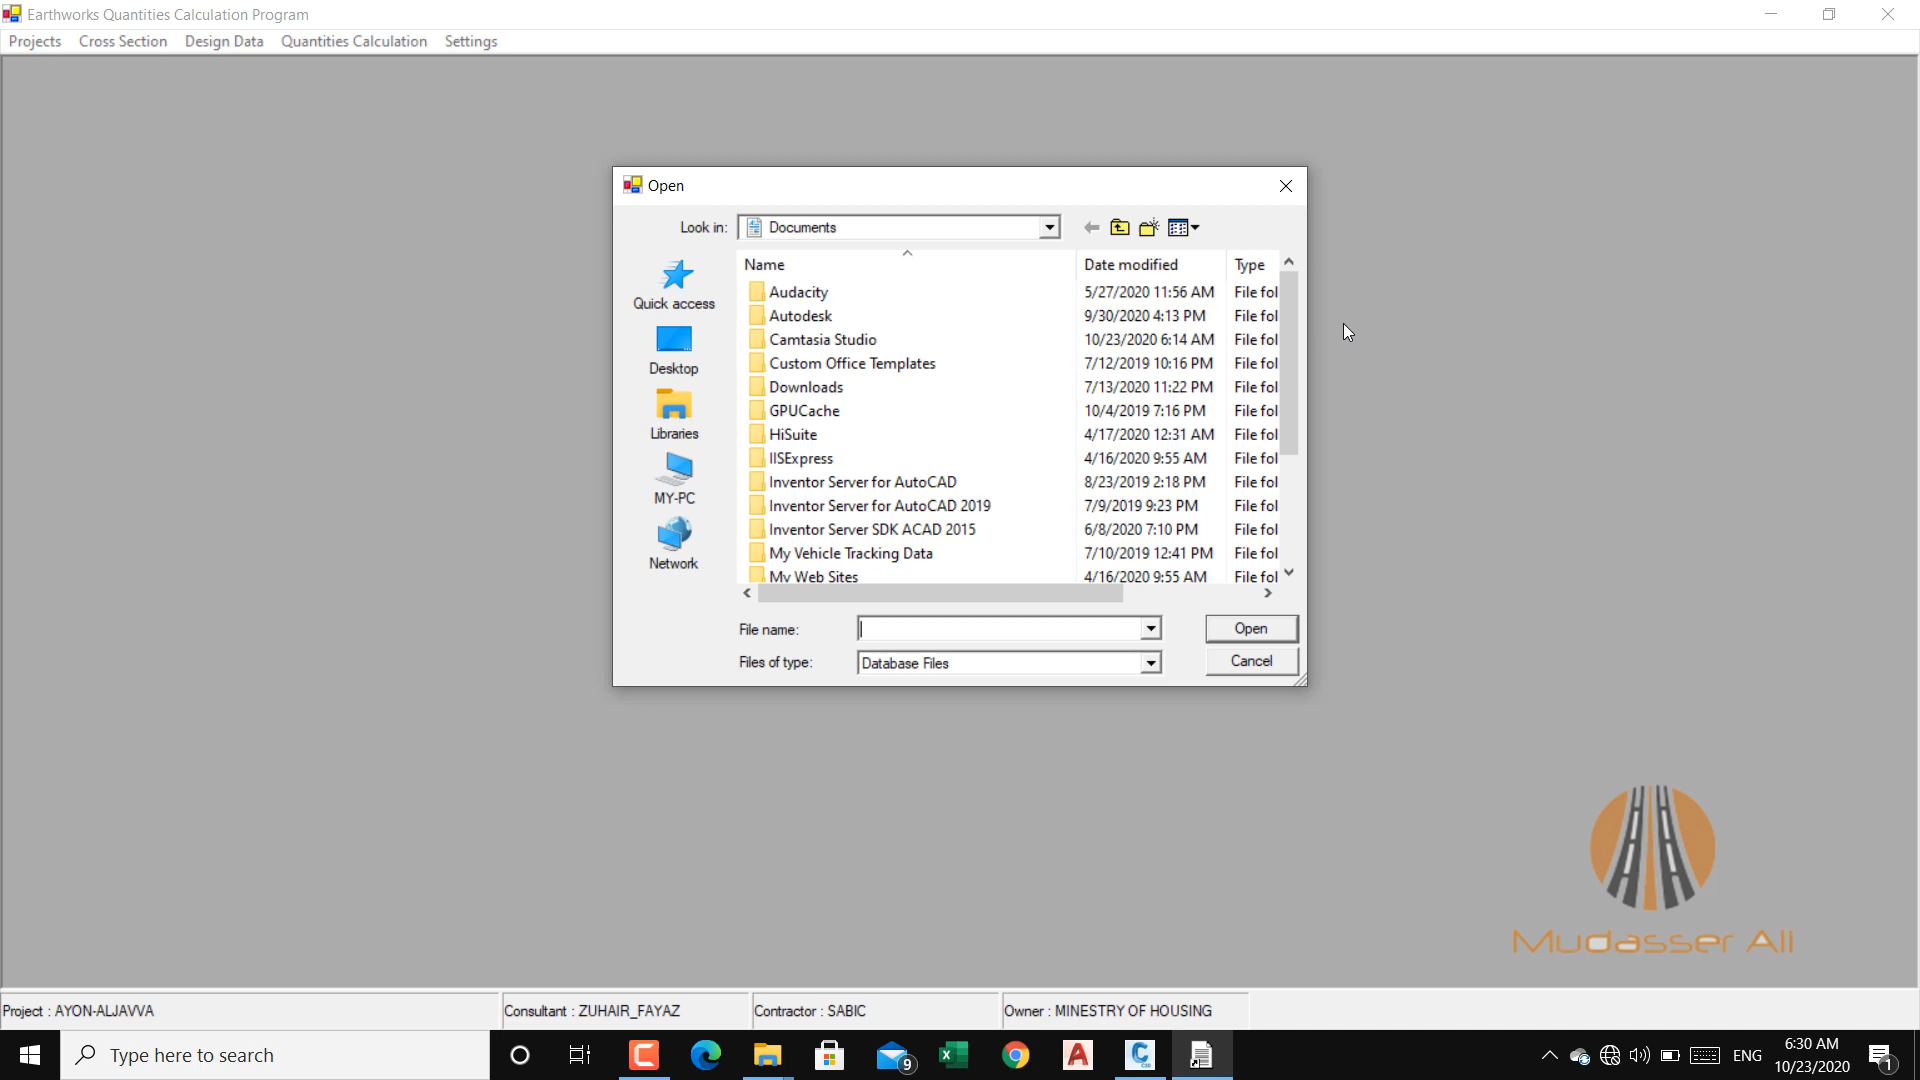 Earthworks Quantities Calculation Program
Projects Cross Section Design Data Quantities Calculation Settings
Open
Look in: Documents
Name Date modified Type
Quick access
Desktop
Libraries
MY-PC
Network
Audacity 5/27/2020 11:56 AM File fol
Autodesk 9/30/2020 4:13 PM File fol
Camtasia Studio 10/23/2020 6:14 AM File fol
Custom Office Templates 7/12/2019 10:16 PM File fol
Downloads 7/13/2020 11:22 PM File fol
GPUCache 10/4/2019 7:16 PM File fol
HiSuite 4/17/2020 12:31 AM File fol
IISExpress 4/16/2020 9:55 AM File fol
Inventor Server for AutoCAD 8/23/2019 2:18 PM File fol
Inventor Server for AutoCAD 2019 7/9/2019 9:23 PM File fol
Inventor Server SDK ACAD 2015 6/8/2020 7:10 PM File fol
My Vehicle Tracking Data 7/10/2019 12:41 PM File fol
My Web Sites 4/16/2020 9:55 AM File fol
File name: Open
Files of type: Database Files Cancel
Mudasser Ali
Project : AYON-ALJAVVA Consultant : ZUHAIR_FAYAZ Contractor : SABIC Owner : MINESTRY OF HOUSING
Type here to search 9 ENG 6:30 AM
10/23/2020 1